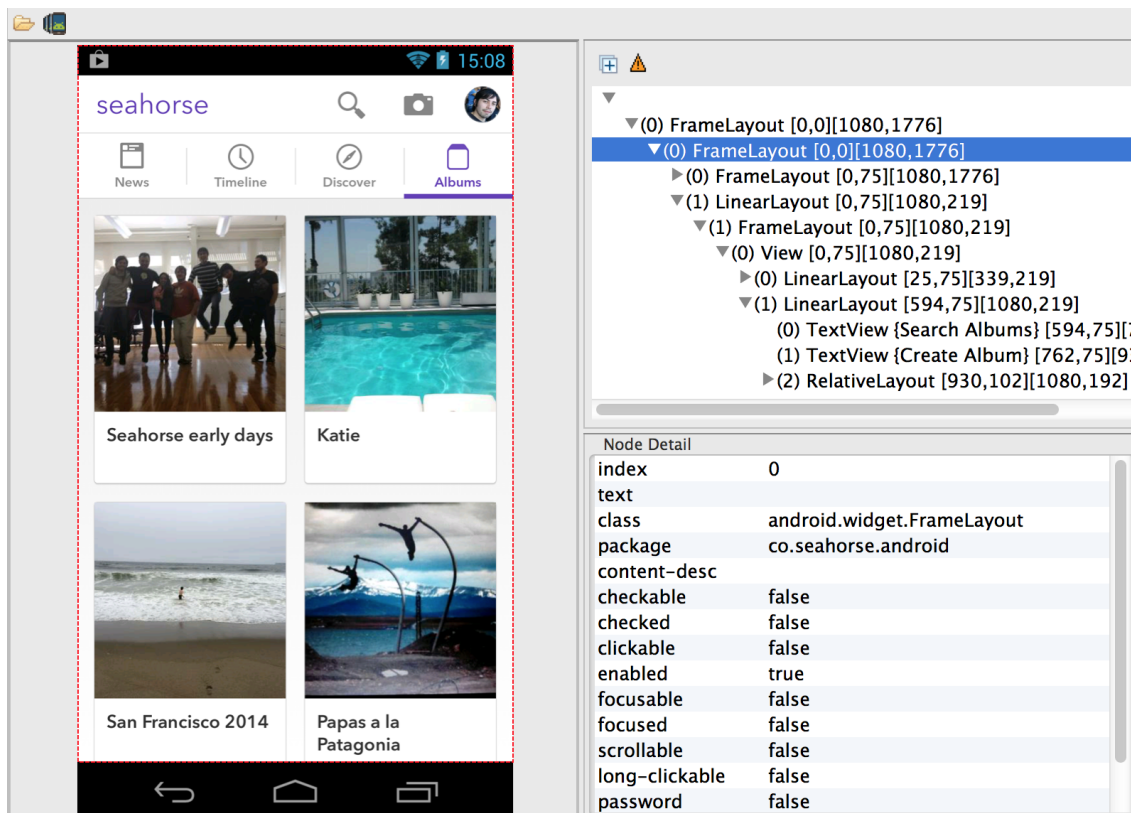 15:08
seahorse
News Timeline Discover Albums
Seahorse early days
Katie
San Francisco 2014
Papas a la
Patagonia
(0) FrameLayout [0,0][1080,1776]
(0) FrameLayout [0,0][1080,1776]
(0) FrameLayout [0,75][1080,1776]
(1) LinearLayout [0,75][1080,219]
(1) FrameLayout [0,75][1080,219]
(0) View [0,75][1080,219]
(0) LinearLayout [25,75][339,219]
(1) LinearLayout [594,75][1080,219]
(0) TextView {Search Albums} [594,75][7
(1) TextView {Create Album} [762,75][93
(2) RelativeLayout [930,102][1080,192]
Node Detail
index 0
text
class android.widget.FrameLayout
package co.seahorse.android
content-desc
checkable false
checked false
clickable false
enabled true
focusable false
focused false
scrollable false
long-clickable false
password false